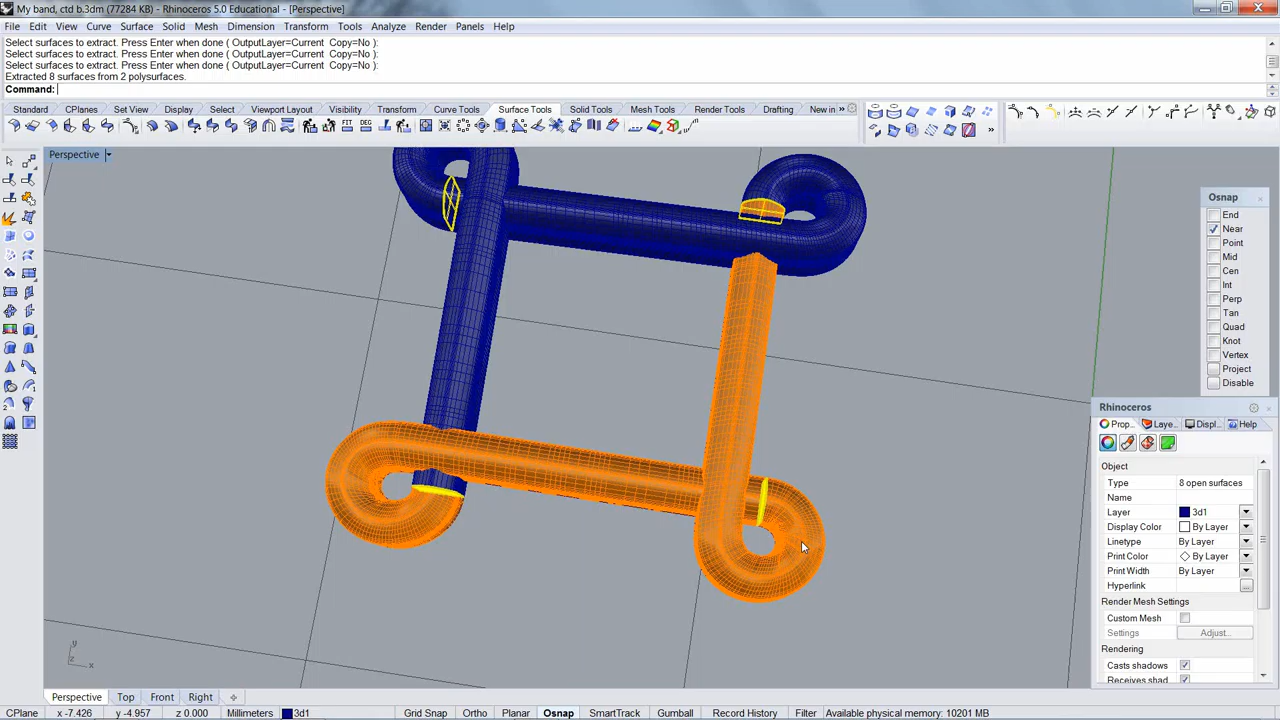 My band, ctd b.3dm (77284 KB) - Rhinoceros 5.0 Educational - [Perspective]
File Edit View Curve Surface Solid Mesh Dimension Transform Tools Analyze Render Panels Help
Select surfaces to extract. Press Enter when done ( OutputLayer=Current Copy=No ):
Select surfaces to extract. Press Enter when done ( OutputLayer=Current Copy=No ):
Select surfaces to extract. Press Enter when done ( OutputLayer=Current Copy=No ):
Extracted 8 surfaces from 2 polysurfaces.
Command:
Standard CPlanes Set View Display Select Viewport Layout Visibility Transform Curve Tools Surface Tools Solid Tools Mesh Tools Render Tools Drafting New in »
FIT DEG
Perspective
Osnap
End
Near
Point
Mid
Cen
Int
Perp
Tan
Quad
Knot
Vertex
Project
Disable
Rhinoceros
Prop... Laye... Displ... Help
Object
Type 8 open surfaces
Name
Layer 3d1
Display Color By Layer
Linetype By Layer
Print Color By Layer
Print Width By Layer
Hyperlink ...
Render Mesh Settings
Custom Mesh
Settings Adjust...
Rendering
Casts shadows
Receives shad
y
z x
Perspective Top Front Right
CPlane x -7.426 y -4.957 z 0.000 Millimeters 3d1 Grid Snap Ortho Planar Osnap SmartTrack Gumball Record History Filter Available physical memory: 10201 MB